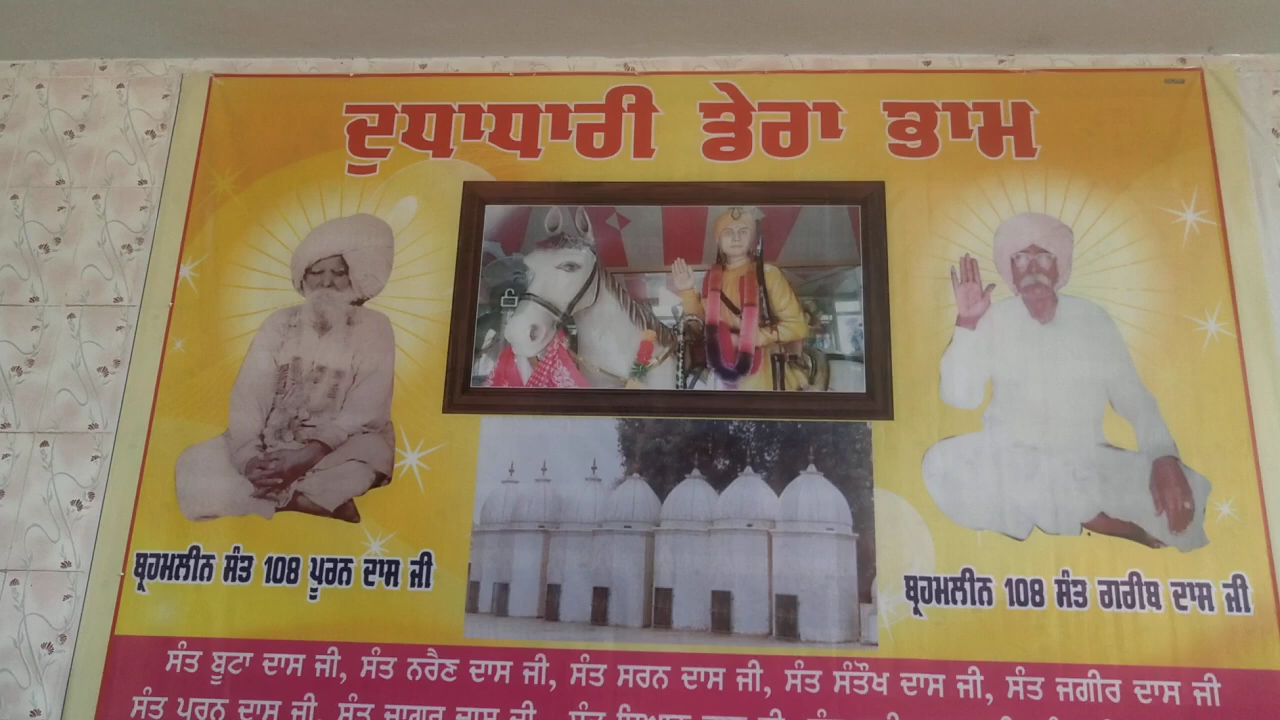 ਦੁਧਾਧਾਰੀ ਡੇਰਾ ਭਾਮ
ਬ੍ਰਹਮਲੀਨ ਸੰਤ 108 ਪੂਰਨ ਦਾਸ ਜੀ
ਬ੍ਰਹਮਲੀਨ 108 ਸੰਤ ਗਰੀਬ ਦਾਸ ਜੀ
ਸੰਤ ਬੂਟਾ ਦਾਸ ਜੀ, ਸੰਤ ਨਰੈਣ ਦਾਸ ਜੀ, ਸੰਤ ਸਰਨ ਦਾਸ ਜੀ, ਸੰਤ ਸੰਤੌਖ ਦਾਸ ਜੀ, ਸੰਤ ਜਗੀਰ ਦਾਸ ਜੀ
ਸੰਤ ਪੂਰਨ ਦਾਸ ਜੀ, ਸੰਤ